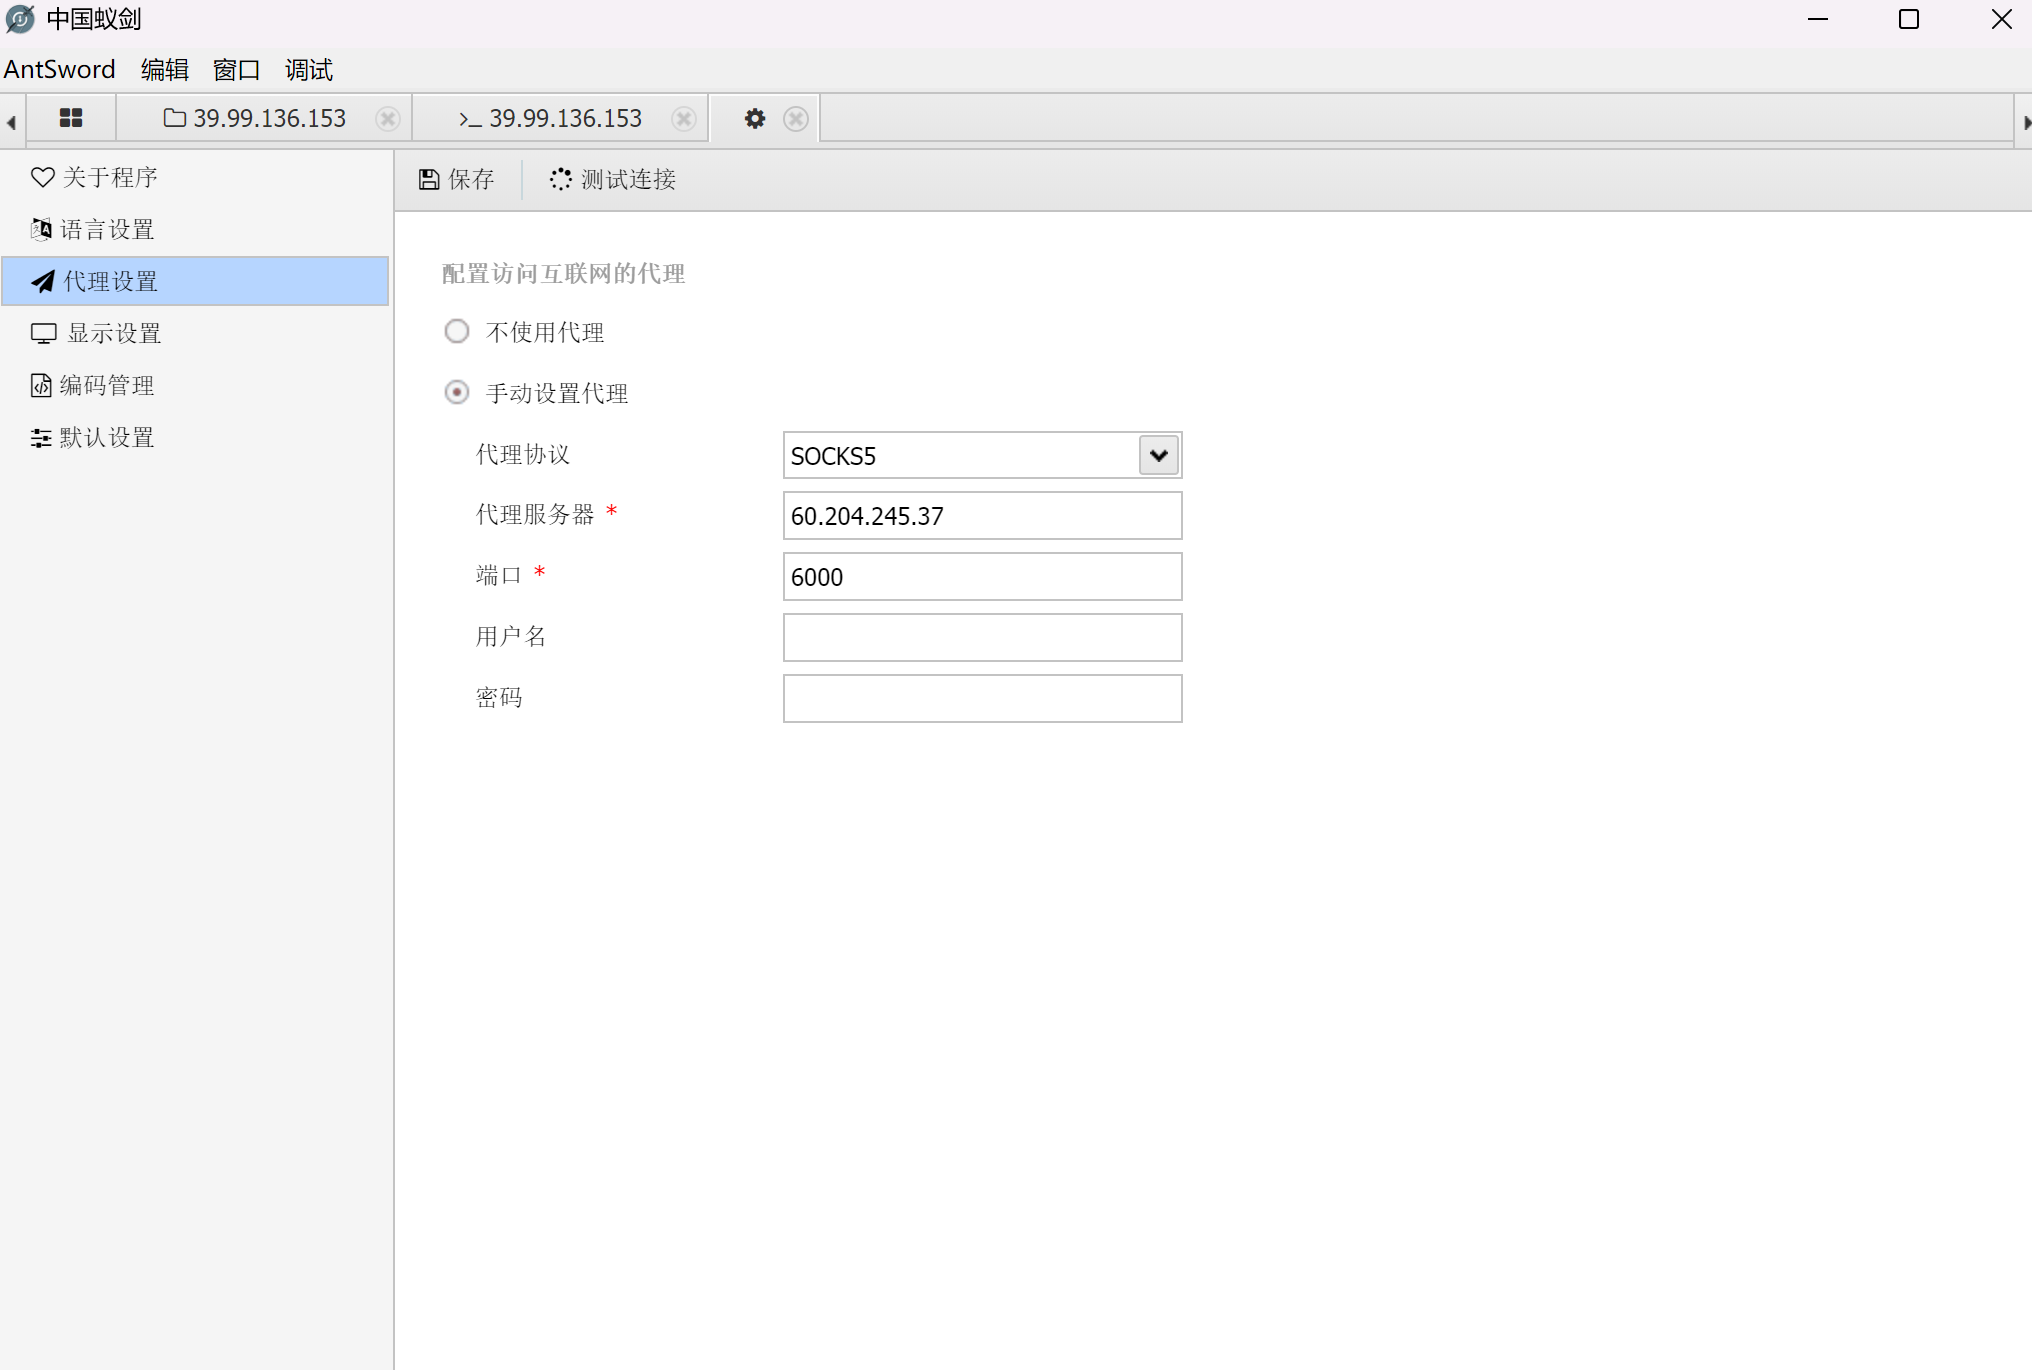 中国蚁剑
AntSword 编辑 窗口 调试
39.99.136.153 >_ 39.99.136.153
关于程序
语言设置
代理设置
显示设置
编码管理
默认设置
保存 测试连接
配置访问互联网的代理
不使用代理
手动设置代理
代理协议 SOCKS5
代理服务器 * 60.204.245.37
端口 * 6000
用户名
密码